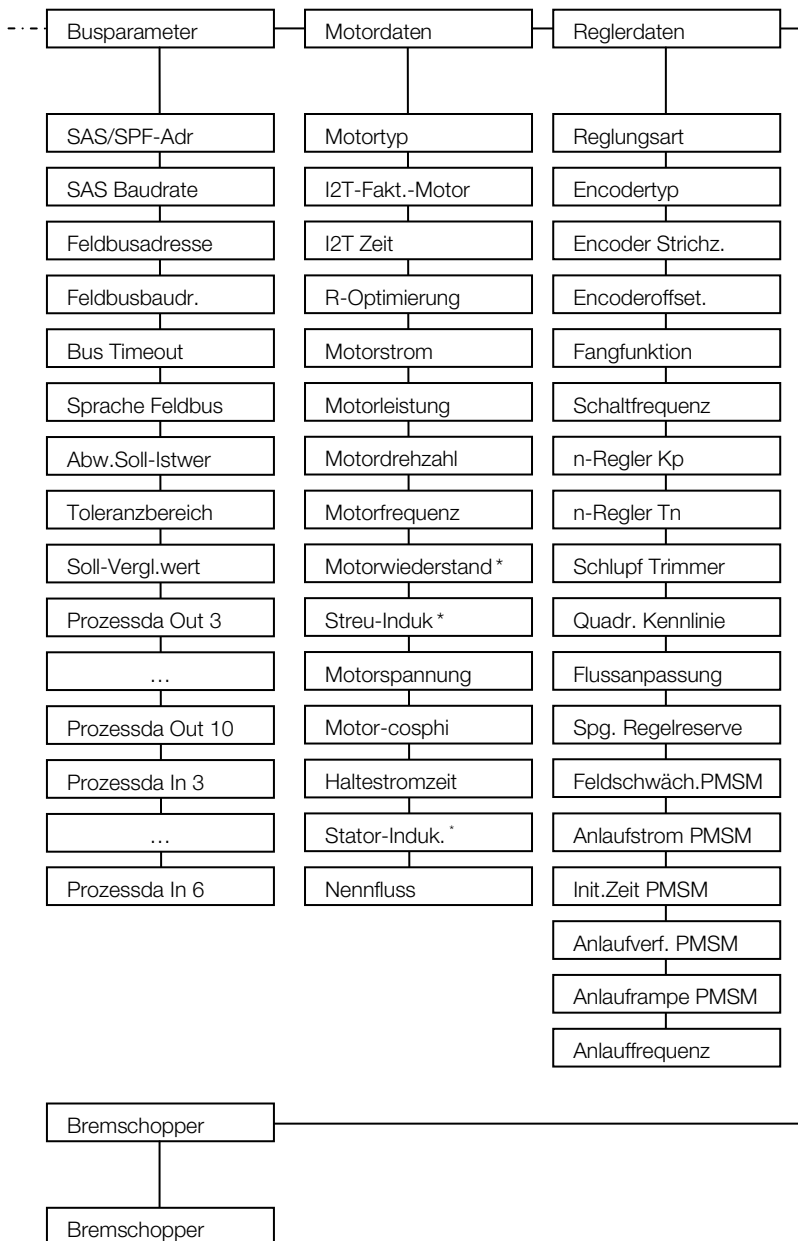 Busparameter
SAS/SPF-Adr
SAS Baudrate
Feldbusadresse
Feldbusbaudr.
Bus Timeout
Sprache Feldbus
Abw.Soll-Istwer
Toleranzbereich
Soll-Vergl.wert
Prozessda Out 3
…
Prozessda Out 10
Prozessda In 3
…
Prozessda In 6
Motordaten
Motortyp
I2T-Fakt.-Motor
I2T Zeit
R-Optimierung
Motorstrom
Motorleistung
Motordrehzahl
Motorfrequenz
Motorwiederstand *
Streu-Induk *
Motorspannung
Motor-cosphi
Haltestromzeit
Stator-Induk. *
Nennfluss
Reglerdaten
Reglungsart
Encodertyp
Encoder Strichz.
Encoderoffset.
Fangfunktion
Schaltfrequenz
n-Regler Kp
n-Regler Tn
Schlupf Trimmer
Quadr. Kennlinie
Flussanpassung
Spg. Regelreserve
Feldschwäch.PMSM
Anlaufstrom PMSM
Init.Zeit PMSM
Anlaufverf. PMSM
Anlauframpe PMSM
Anlauffrequenz
Bremschopper
Bremschopper